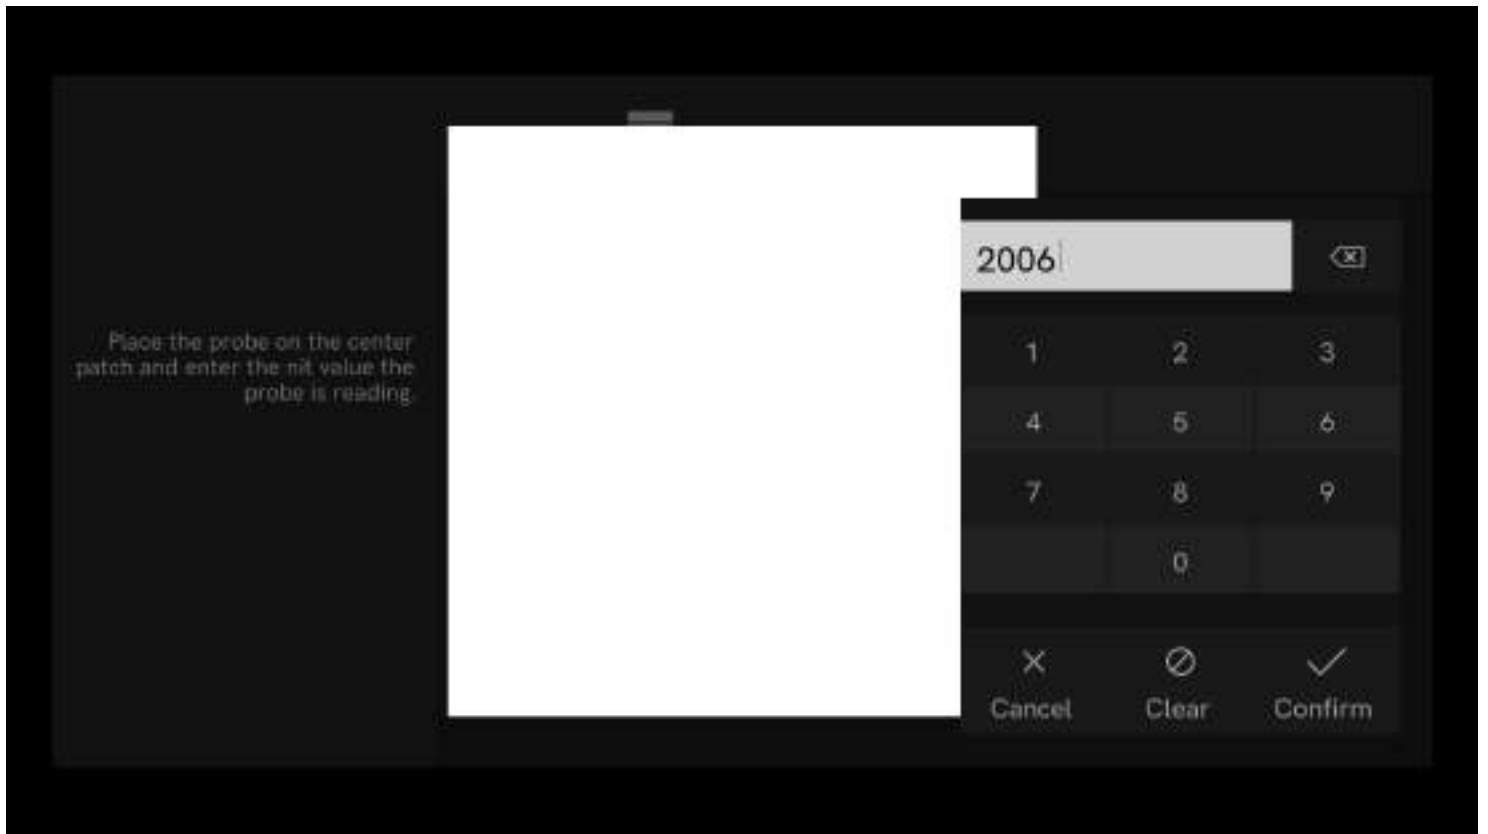 Place the probe on the center
patch and enter the nit value the
probe is reading.
2006
1 2 3
4 5 6
7 8 9
0
Cancel Clear Confirm